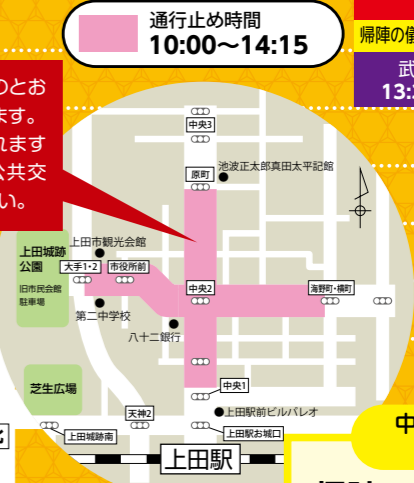 通行止め時間
10:00〜14:15
帰陣の儀
武
13:
のとお
ます。
れます
公共交
い。
中央3
原町
池波正太郎真田太平記館
上田城跡
公園
旧市民会館
駐車場
上田市観光会館
大手1・2
市役所前
中央2
海野町・横町
第二中学校
八十二銀行
芝生広場
中央1
天神2
上田駅前ビルパレオ
上田城跡南
上田駅お城口
上田駅
中